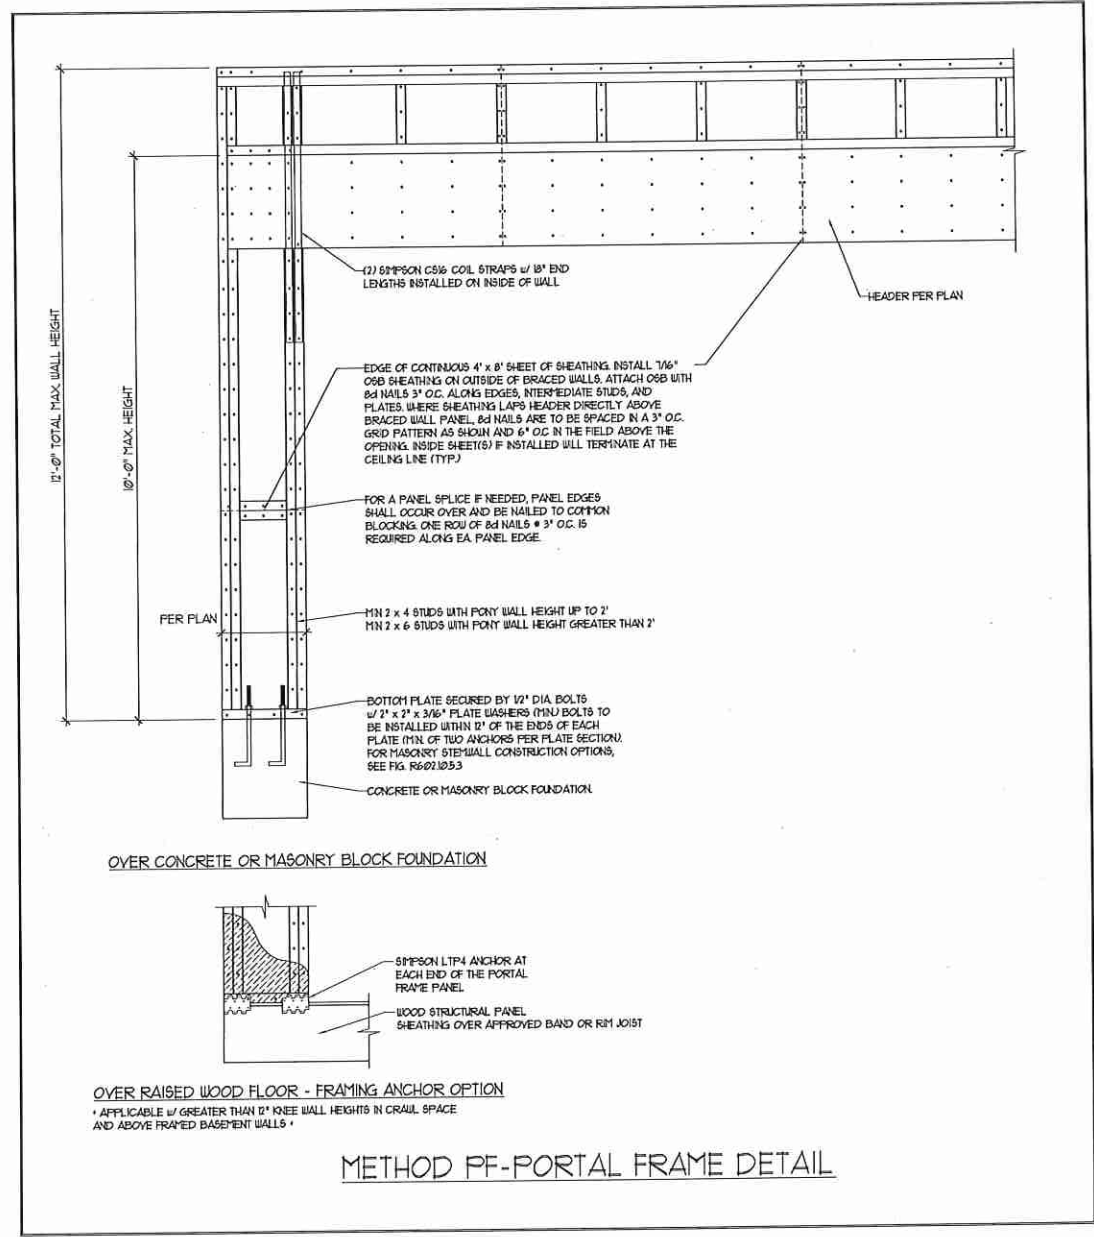 12'-0" TOTAL MAX. WALL HEIGHT
10'-0" MAX. HEIGHT
(2) SIMPSON CS16 COIL STRAPS w/ 18" END
LENGTHS INSTALLED ON INSIDE OF WALL
HEADER PER PLAN
EDGE OF CONTINUOUS 4' x 8' SHEET OF SHEATHING. INSTALL 7/16"
OSB SHEATHING ON OUTSIDE OF BRACED WALLS. ATTACH OSB WITH
8d NAILS 3" O.C. ALONG EDGES, INTERMEDIATE STUDS, AND
PLATES. WHERE SHEATHING LAPS HEADER DIRECTLY ABOVE
BRACED WALL PANEL, 8d NAILS ARE TO BE SPACED IN A 3" O.C.
GRID PATTERN AS SHOWN AND 6" O.C. IN THE FIELD ABOVE THE
OPENING. INSIDE SHEET(S) IF INSTALLED WILL TERMINATE AT THE
CEILING LINE (TYP.)
FOR A PANEL SPLICE IF NEEDED, PANEL EDGES
SHALL OCCUR OVER AND BE NAILED TO COMMON
BLOCKING. ONE ROW OF 8d NAILS @ 3" O.C. IS
REQUIRED ALONG EA. PANEL EDGE.
PER PLAN
MIN 2 x 4 STUDS WITH PONY WALL HEIGHT UP TO 2'
MIN 2 x 6 STUDS WITH PONY WALL HEIGHT GREATER THAN 2'
BOTTOM PLATE SECURED BY 1/2" DIA. BOLTS
w/ 2" x 2" x 3/16" PLATE WASHERS (MIN.) BOLTS TO
BE INSTALLED WITHIN 12" OF THE ENDS OF EACH
PLATE (MIN. OF TWO ANCHORS PER PLATE SECTION).
FOR MASONRY STEMWALL CONSTRUCTION OPTIONS,
SEE FIG. R602.10.5.3
CONCRETE OR MASONRY BLOCK FOUNDATION.
OVER CONCRETE OR MASONRY BLOCK FOUNDATION
SIMPSON LTP4 ANCHOR AT
EACH END OF THE PORTAL
FRAME PANEL
WOOD STRUCTURAL PANEL
SHEATHING OVER APPROVED BAND OR RIM JOIST
OVER RAISED WOOD FLOOR - FRAMING ANCHOR OPTION
* APPLICABLE w/ GREATER THAN 12" KNEE WALL HEIGHTS IN CRAWL SPACE
AND ABOVE FRAMED BASEMENT WALLS *
METHOD PF-PORTAL FRAME DETAIL